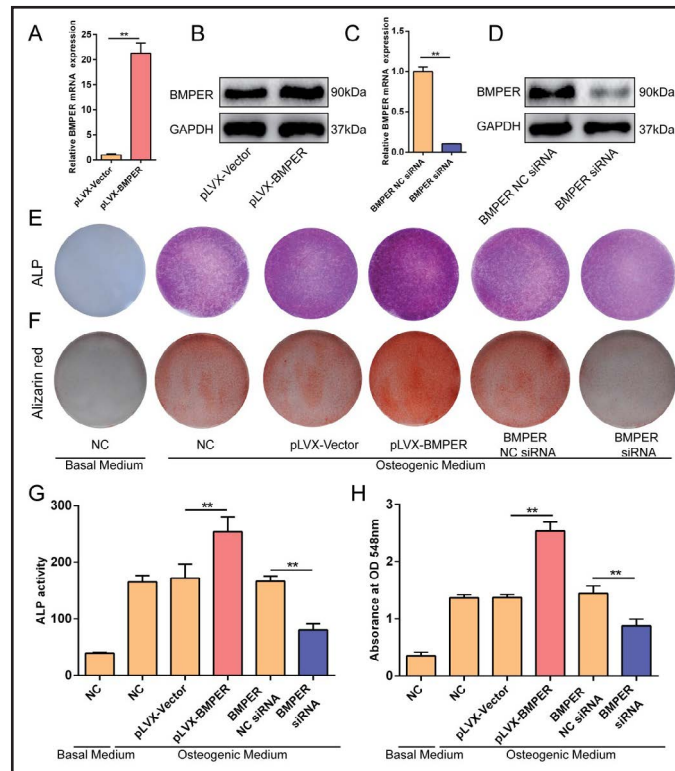 A
Relative BMPER mRNA expression
25
20
15
10
5
0
**
pLVX-Vector
pLVX-BMPER
B
BMPER
90kDa
GAPDH
37kDa
pLVX-Vector
pLVX-BMPER
C
Relative BMPER mRNA expression
1.5
1.0
0.5
0.0
**
BMPER NC siRNA
BMPER siRNA
D
BMPER
90kDa
GAPDH
37kDa
BMPER NC siRNA
BMPER siRNA
E
ALP
F
Alizarin red
NC
NC
pLVX-Vector
pLVX-BMPER
BMPER
NC siRNA
BMPER
siRNA
Basal Medium
Osteogenic Medium
G
ALP activity
300
200
100
0
**
**
NC
NC
pLVX-Vector
pLVX-BMPER
BMPER
NC siRNA
BMPER
siRNA
Basal Medium
Osteogenic Medium
H
Absorance at OD 548nm
3
2
1
0
**
**
NC
NC
pLVX-Vector
pLVX-BMPER
BMPER
NC siRNA
BMPER
siRNA
Basal Medium
Osteogenic Medium